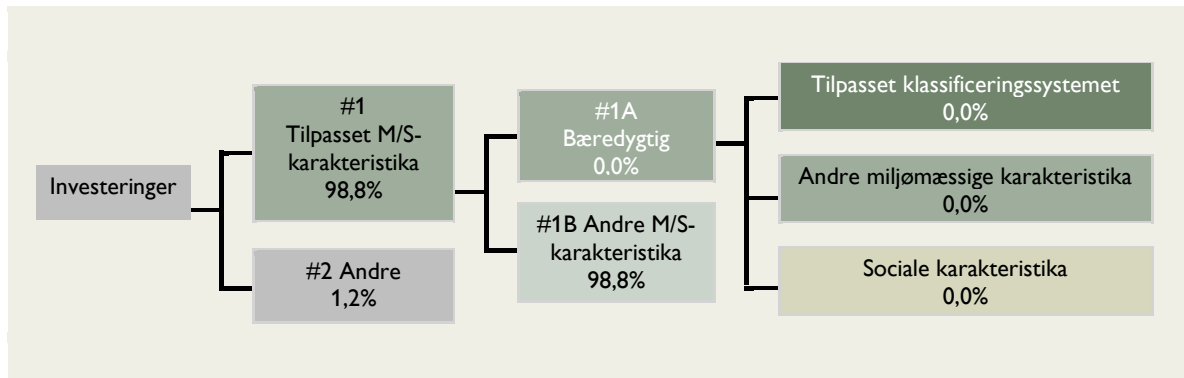 Investeringer
#1
Tilpasset M/S-
karakteristika
98,8%
#2 Andre
1,2%
#1A
Bæredygtig
0,0%
#1B Andre M/S-
karakteristika
98,8%
Tilpasset klassificeringssystemet
0,0%
Andre miljømæssige karakteristika
0,0%
Sociale karakteristika
0,0%